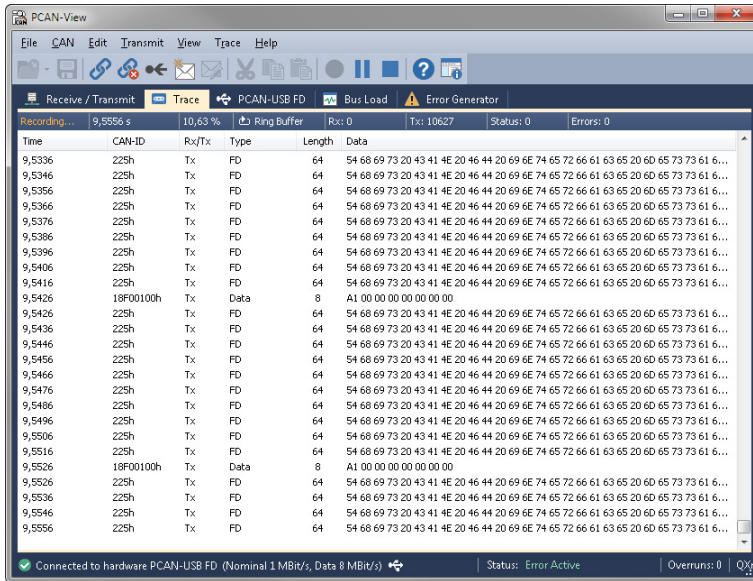 PCAN-View
File CAN Edit Transmit View Trace Help
Receive / Transmit Trace PCAN-USB FD Bus Load Error Generator
Recording... 9,5556 s 10,63 % Ring Buffer Rx: 0 Tx: 10627 Status: 0 Errors: 0
Time CAN-ID Rx/Tx Type Length Data
9,5336 225h Tx FD 64 54 68 69 73 20 43 41 4E 20 46 44 20 69 6E 74 65 72 66 61 63 65 20 6D 65 73 73 61 6...
9,5346 225h Tx FD 64 54 68 69 73 20 43 41 4E 20 46 44 20 69 6E 74 65 72 66 61 63 65 20 6D 65 73 73 61 6...
9,5356 225h Tx FD 64 54 68 69 73 20 43 41 4E 20 46 44 20 69 6E 74 65 72 66 61 63 65 20 6D 65 73 73 61 6...
9,5366 225h Tx FD 64 54 68 69 73 20 43 41 4E 20 46 44 20 69 6E 74 65 72 66 61 63 65 20 6D 65 73 73 61 6...
9,5376 225h Tx FD 64 54 68 69 73 20 43 41 4E 20 46 44 20 69 6E 74 65 72 66 61 63 65 20 6D 65 73 73 61 6...
9,5386 225h Tx FD 64 54 68 69 73 20 43 41 4E 20 46 44 20 69 6E 74 65 72 66 61 63 65 20 6D 65 73 73 61 6...
9,5396 225h Tx FD 64 54 68 69 73 20 43 41 4E 20 46 44 20 69 6E 74 65 72 66 61 63 65 20 6D 65 73 73 61 6...
9,5406 225h Tx FD 64 54 68 69 73 20 43 41 4E 20 46 44 20 69 6E 74 65 72 66 61 63 65 20 6D 65 73 73 61 6...
9,5416 225h Tx FD 64 54 68 69 73 20 43 41 4E 20 46 44 20 69 6E 74 65 72 66 61 63 65 20 6D 65 73 73 61 6...
9,5426 18F00100h Tx Data 8 A1 00 00 00 00 00 00 00
9,5426 225h Tx FD 64 54 68 69 73 20 43 41 4E 20 46 44 20 69 6E 74 65 72 66 61 63 65 20 6D 65 73 73 61 6...
9,5436 225h Tx FD 64 54 68 69 73 20 43 41 4E 20 46 44 20 69 6E 74 65 72 66 61 63 65 20 6D 65 73 73 61 6...
9,5446 225h Tx FD 64 54 68 69 73 20 43 41 4E 20 46 44 20 69 6E 74 65 72 66 61 63 65 20 6D 65 73 73 61 6...
9,5456 225h Tx FD 64 54 68 69 73 20 43 41 4E 20 46 44 20 69 6E 74 65 72 66 61 63 65 20 6D 65 73 73 61 6...
9,5466 225h Tx FD 64 54 68 69 73 20 43 41 4E 20 46 44 20 69 6E 74 65 72 66 61 63 65 20 6D 65 73 73 61 6...
9,5476 225h Tx FD 64 54 68 69 73 20 43 41 4E 20 46 44 20 69 6E 74 65 72 66 61 63 65 20 6D 65 73 73 61 6...
9,5486 225h Tx FD 64 54 68 69 73 20 43 41 4E 20 46 44 20 69 6E 74 65 72 66 61 63 65 20 6D 65 73 73 61 6...
9,5496 225h Tx FD 64 54 68 69 73 20 43 41 4E 20 46 44 20 69 6E 74 65 72 66 61 63 65 20 6D 65 73 73 61 6...
9,5506 225h Tx FD 64 54 68 69 73 20 43 41 4E 20 46 44 20 69 6E 74 65 72 66 61 63 65 20 6D 65 73 73 61 6...
9,5516 225h Tx FD 64 54 68 69 73 20 43 41 4E 20 46 44 20 69 6E 74 65 72 66 61 63 65 20 6D 65 73 73 61 6...
9,5526 18F00100h Tx Data 8 A1 00 00 00 00 00 00 00
9,5526 225h Tx FD 64 54 68 69 73 20 43 41 4E 20 46 44 20 69 6E 74 65 72 66 61 63 65 20 6D 65 73 73 61 6...
9,5536 225h Tx FD 64 54 68 69 73 20 43 41 4E 20 46 44 20 69 6E 74 65 72 66 61 63 65 20 6D 65 73 73 61 6...
9,5546 225h Tx FD 64 54 68 69 73 20 43 41 4E 20 46 44 20 69 6E 74 65 72 66 61 63 65 20 6D 65 73 73 61 6...
9,5556 225h Tx FD 64 54 68 69 73 20 43 41 4E 20 46 44 20 69 6E 74 65 72 66 61 63 65 20 6D 65 73 73 61 6...
Connected to hardware PCAN-USB FD (Nominal 1 MBit/s, Data 8 MBit/s) Status: Error Active Overruns: 0